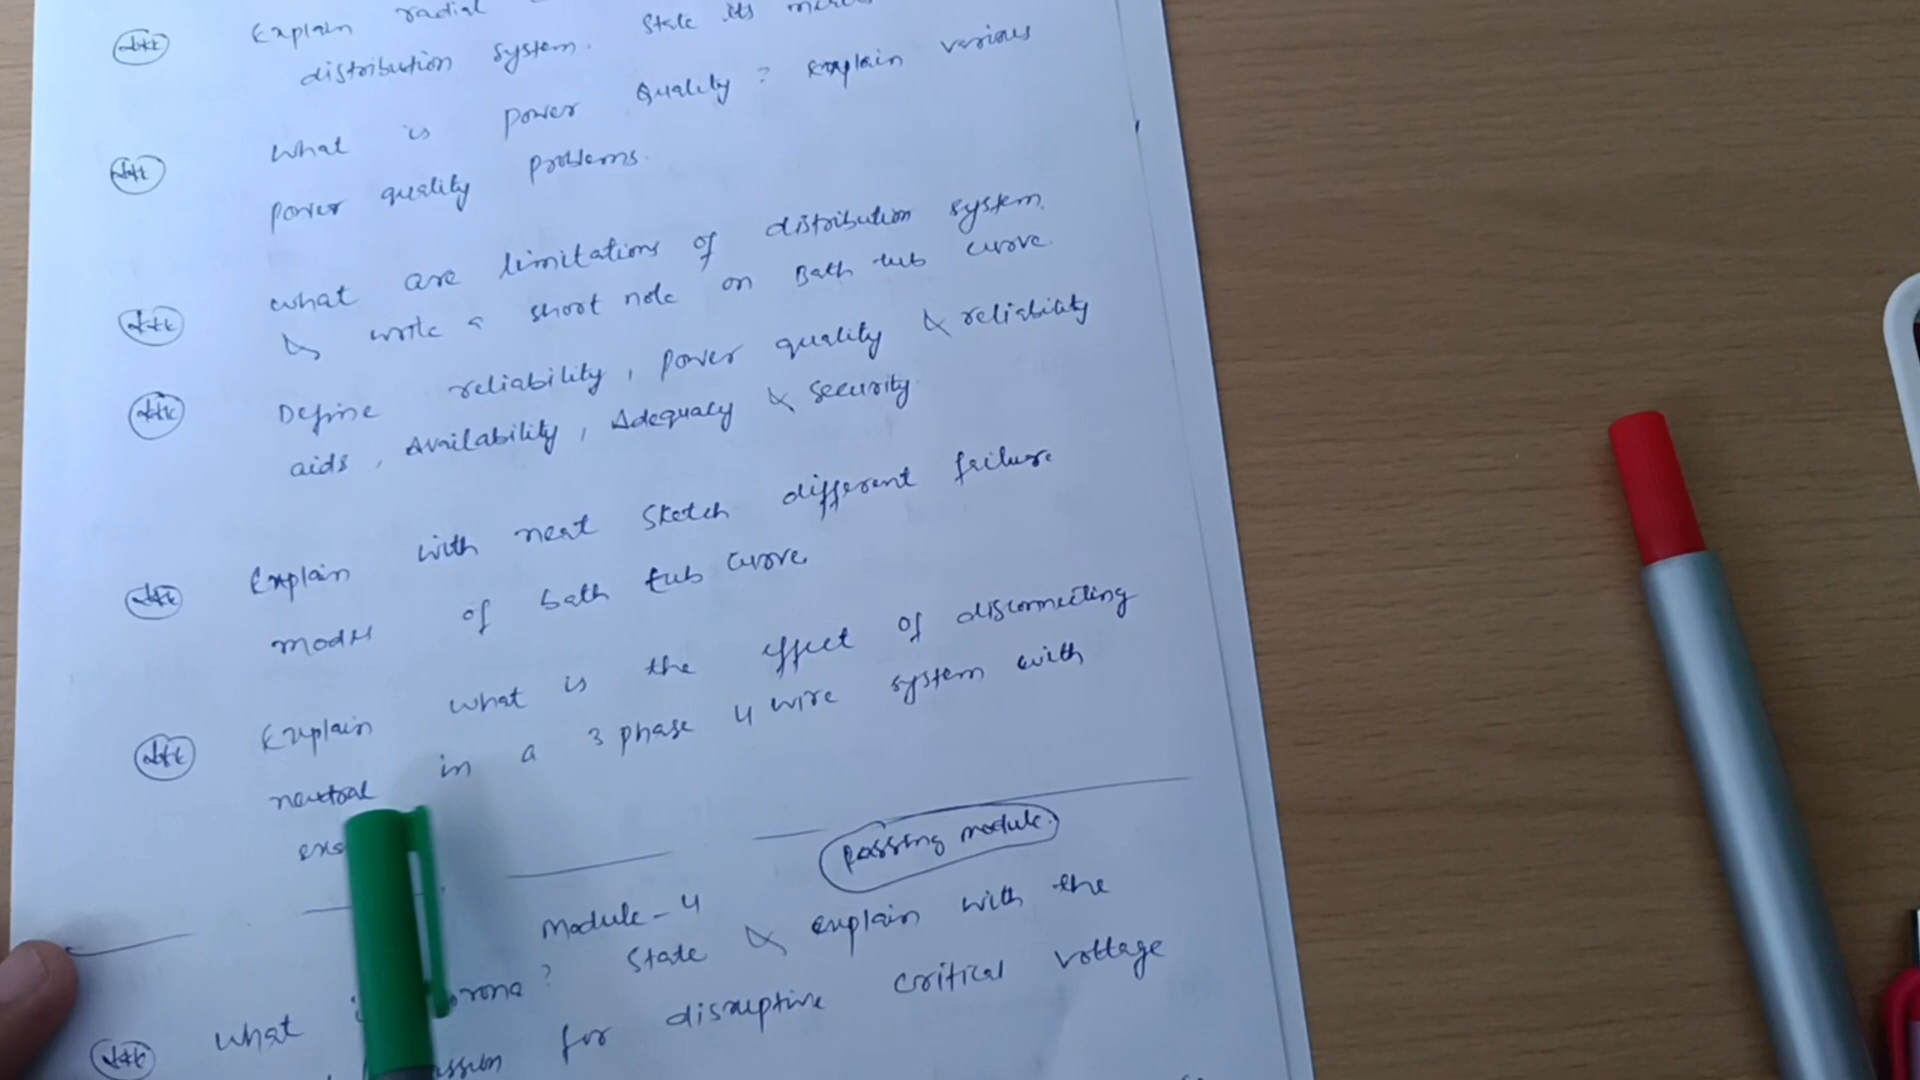 Explain radial
distribution system. State its
What is power Quality? Explain various
power quality problems.
What are limitations of distribution system.
& write a short note on Bath tub curve.
Define reliability, power quality & reliability
aids, Availability, Adequacy & security
Explain with neat sketch different failure
modes of bath tub curve
Explain what is the effect of disconnecting
neutral in a 3 phase 4 wire system with
Passing module.
Module-4
What State & explain with the
for disruptive critical voltage